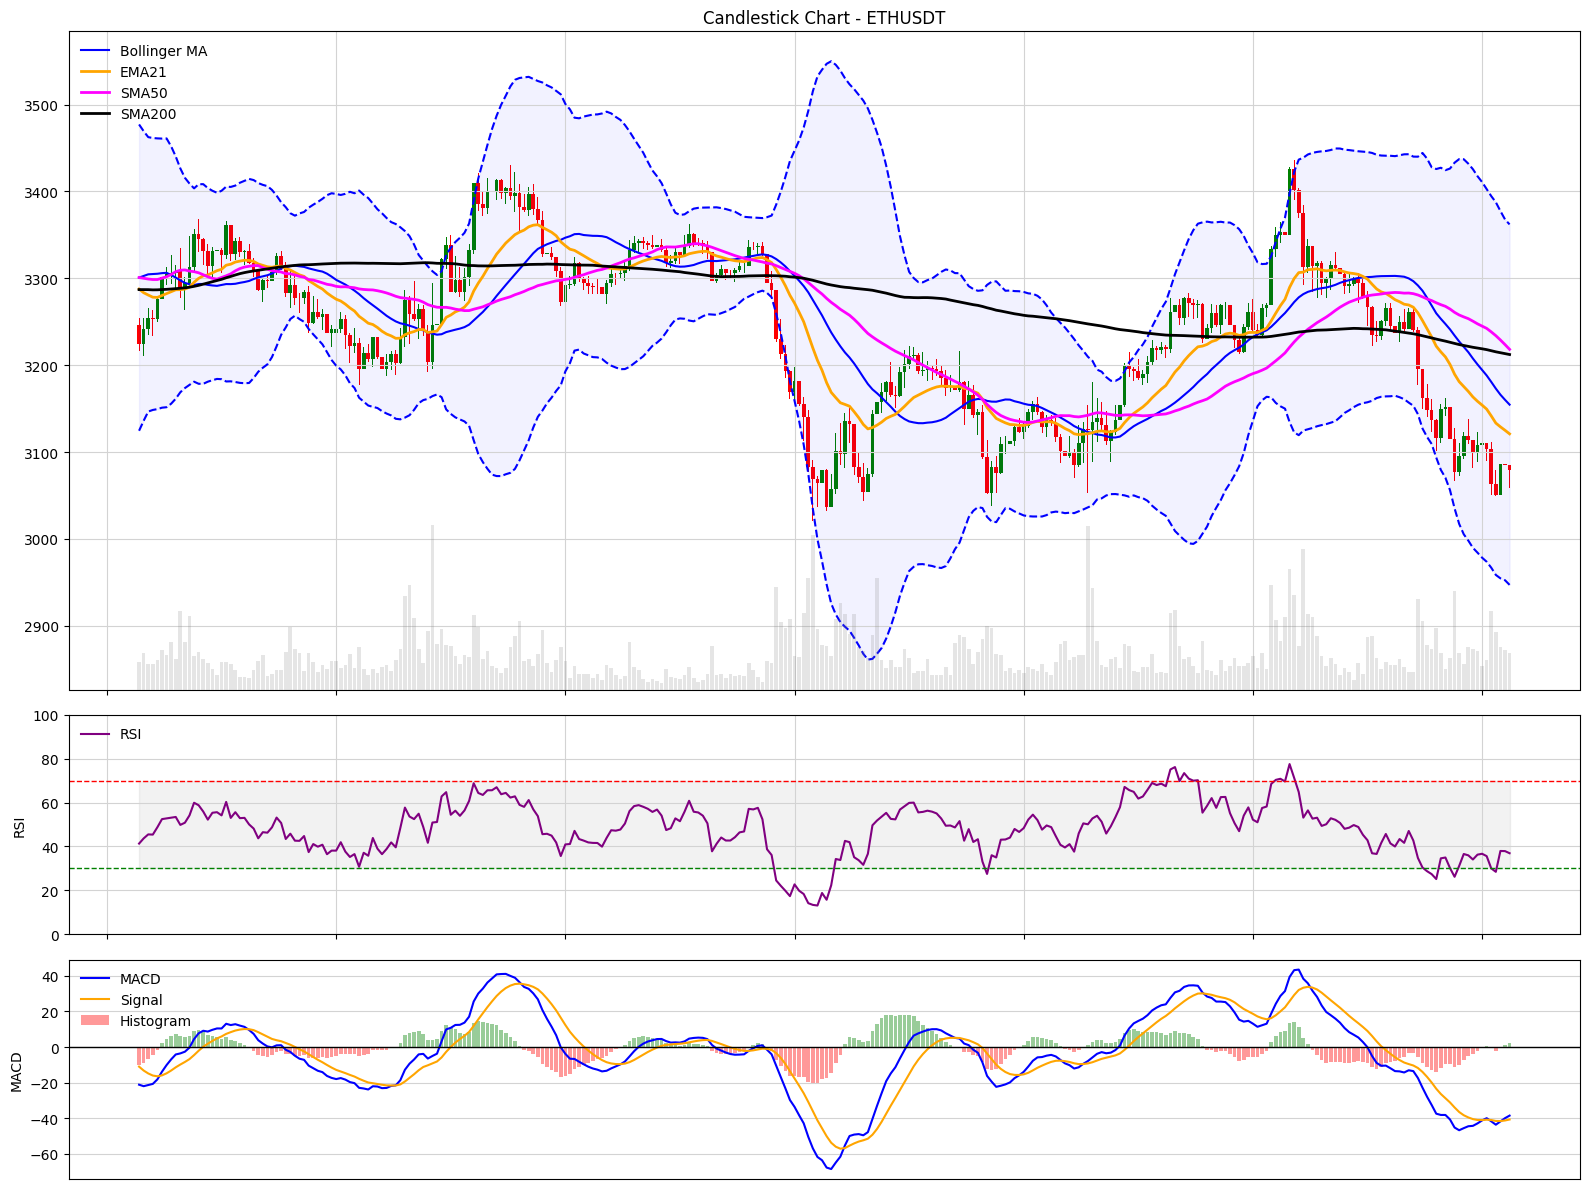 Candlestick Chart - ETHUSDT
Bollinger MA
EMA21
SMA50
SMA200
3500
3400
3300
3200
3100
3000
2900
100
80
60
40
20
0
RSI
RSI
40
20
0
−20
−40
−60
MACD
MACD
Signal
Histogram